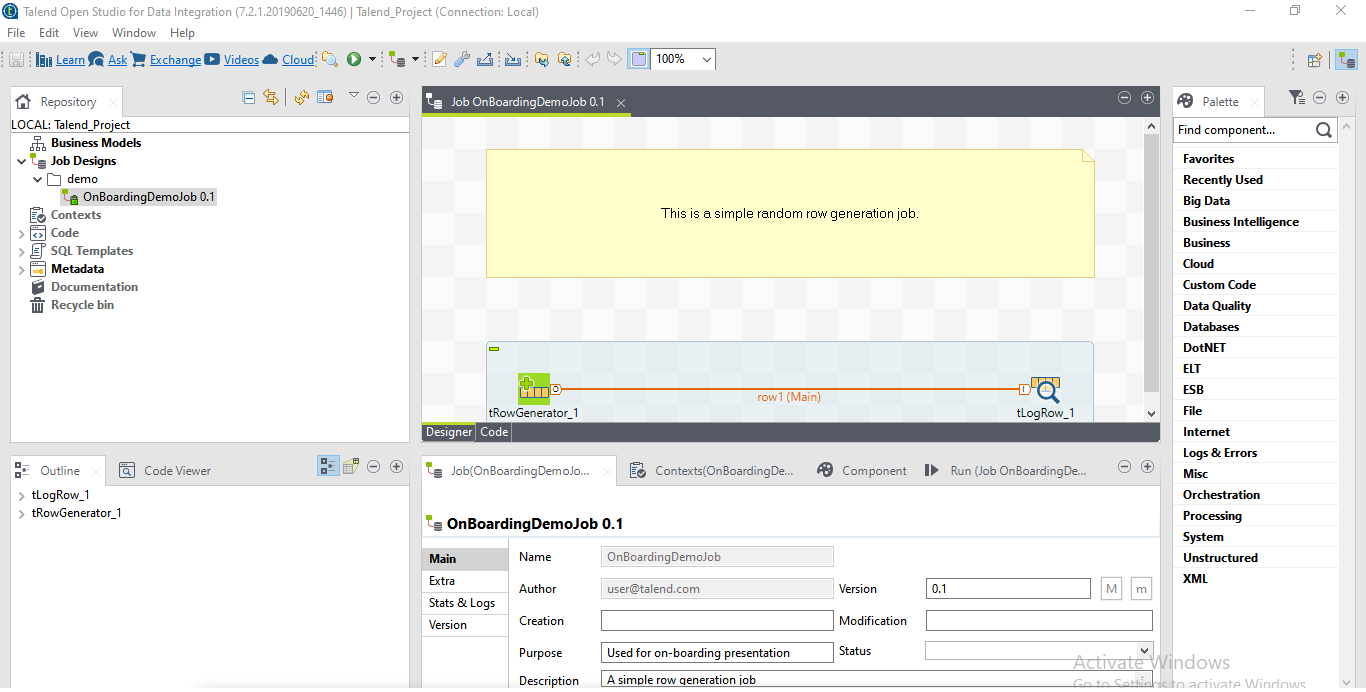 Talend Open Studio for Data Integration (7.2.1.20190620_1446) | Talend_Project (Connection: Local)
File Edit View Window Help
Learn Ask Exchange Videos Cloud 100%
Repository
LOCAL: Talend_Project
Business Models
Job Designs
demo
OnBoardingDemoJob 0.1
Contexts
Code
SQL Templates
Metadata
Documentation
Recycle bin
Job OnBoardingDemoJob 0.1
This is a simple random row generation job.
row1 (Main)
tRowGenerator_1 tLogRow_1
Designer Code
Palette
Find component...
Favorites
Recently Used
Big Data
Business Intelligence
Business
Cloud
Custom Code
Data Quality
Databases
DotNET
ELT
ESB
File
Internet
Logs & Errors
Misc
Orchestration
Processing
System
Unstructured
XML
Outline Code Viewer
tLogRow_1
tRowGenerator_1
Job(OnBoardingDemoJo... Contexts(OnBoardingDe... Component Run (Job OnBoardingDe...
OnBoardingDemoJob 0.1
Main
Extra
Stats & Logs
Version
Name OnBoardingDemoJob
Author user@talend.com Version 0.1 M m
Creation Modification
Purpose Used for on-boarding presentation Status
Description A simple row generation job
Activate Windows
Go to Settings to activate Windows.